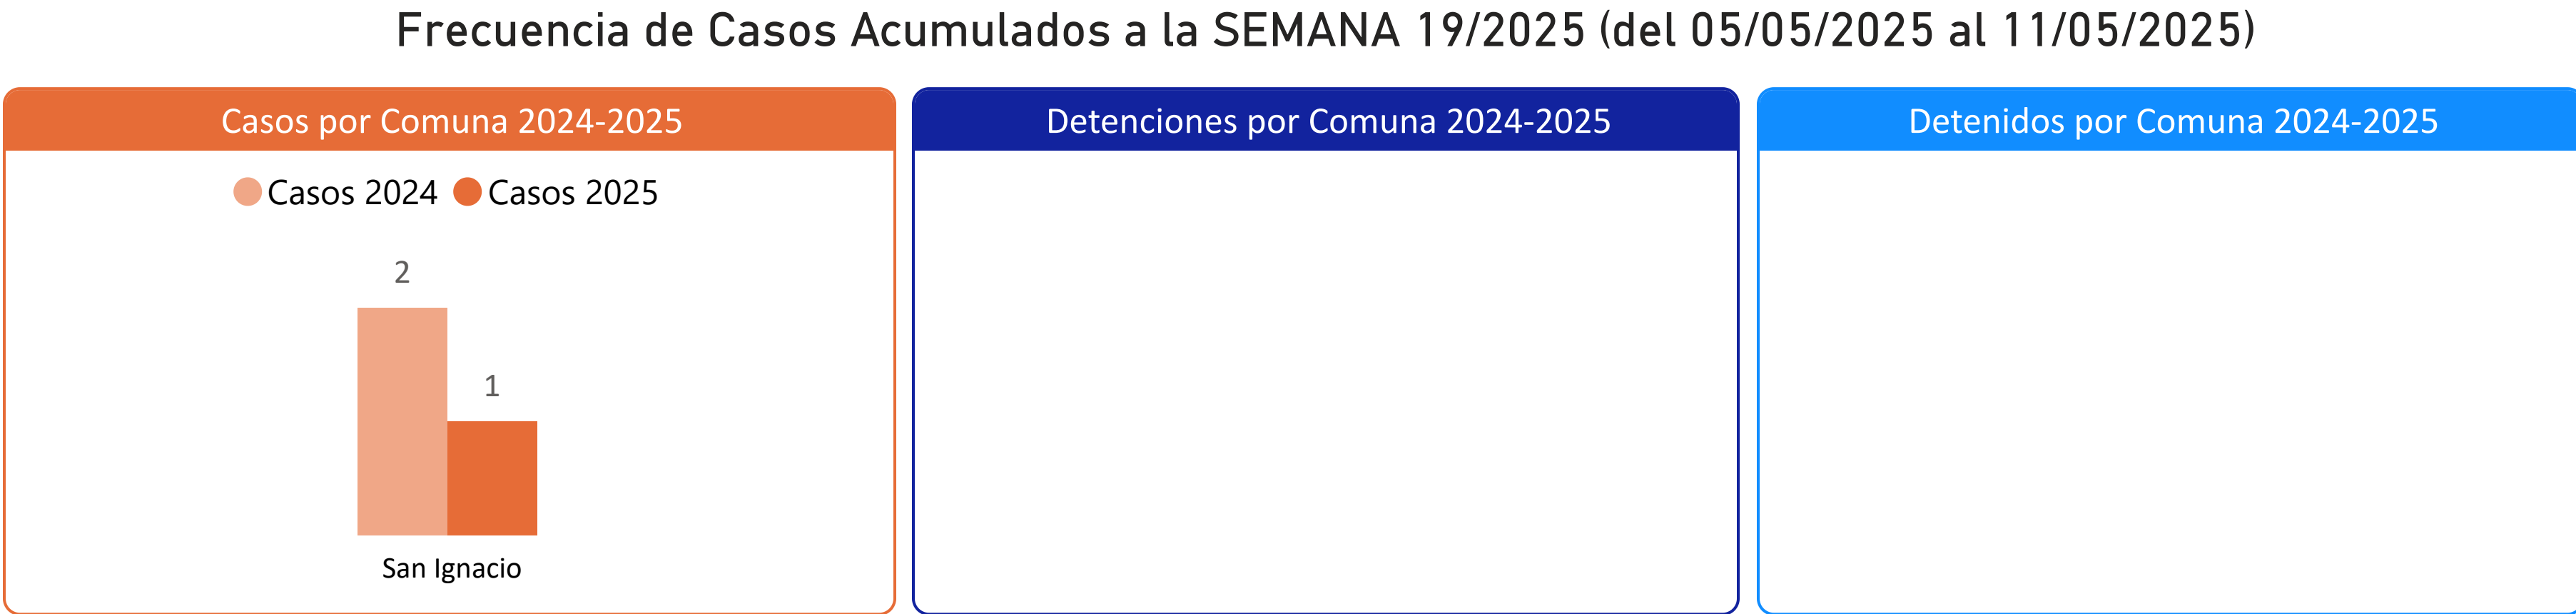 Frecuencia de Casos Acumulados a la SEMANA 19/2025 (del 05/05/2025 al 11/05/2025)
Casos por Comuna 2024-2025
Casos 2024 Casos 2025
2
1
San Ignacio
Detenciones por Comuna 2024-2025
Detenidos por Comuna 2024-2025